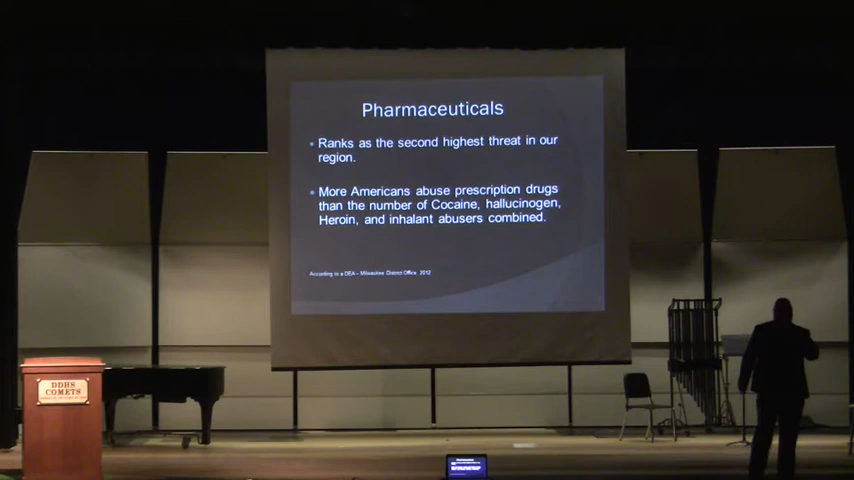 Pharmaceuticals
Ranks as the second highest threat in our
region.
More Americans abuse prescription drugs
than the number of Cocaine, hallucinogen,
Heroin, and inhalant abusers combined.
According to a DEA – Milwaukee District Office, 2012
DDHS
COMETS